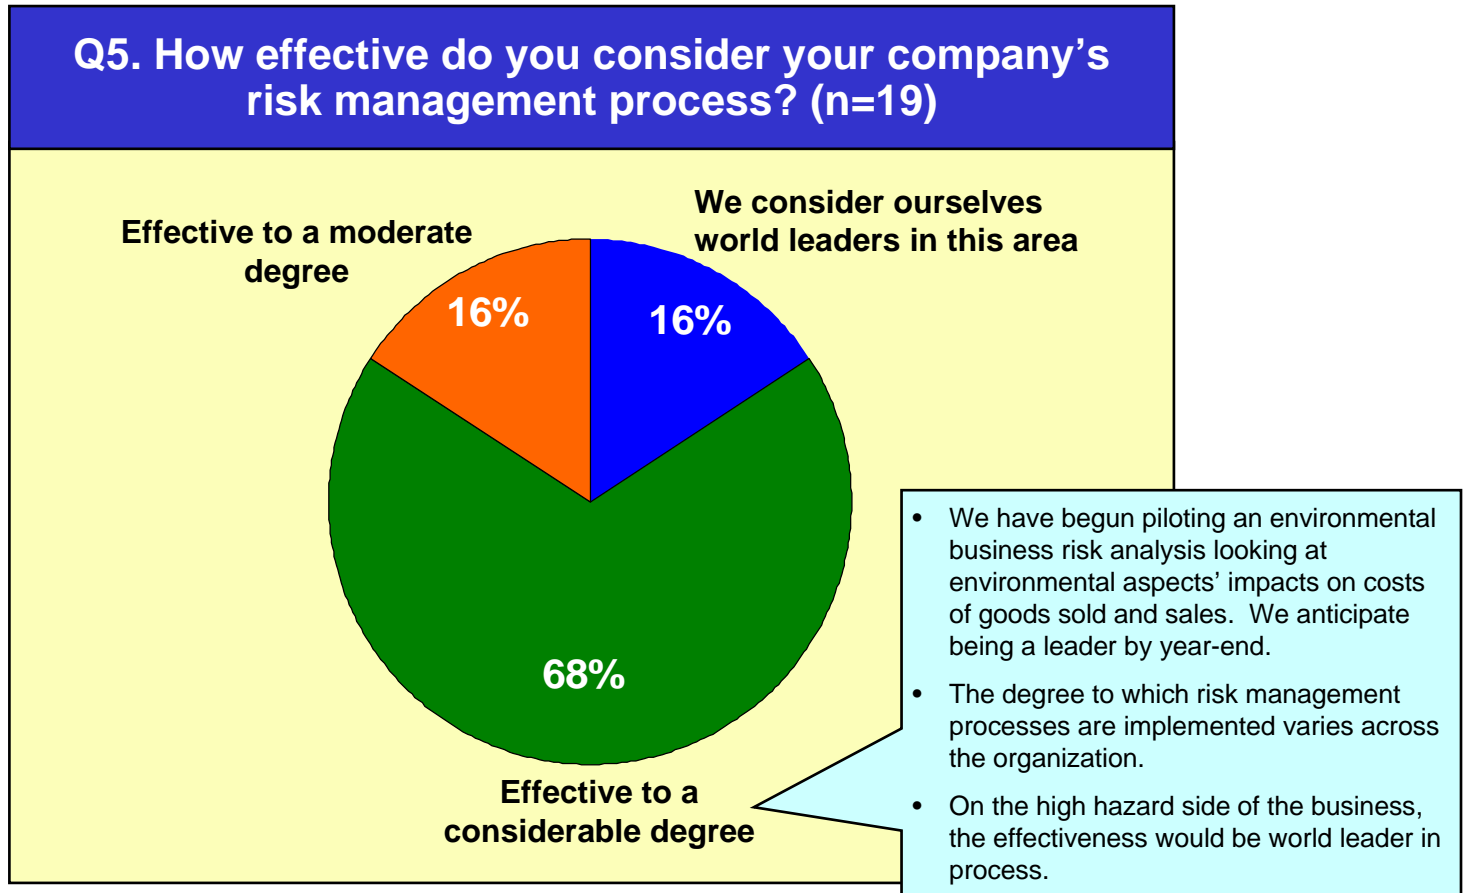 Q5. How effective do you consider your company’s
risk management process? (n=19)
We consider ourselves
world leaders in this area
Effective to a moderate
degree
16%
16%
68%
Effective to a
considerable degree
• We have begun piloting an environmental
business risk analysis looking at
environmental aspects’ impacts on costs
of goods sold and sales.  We anticipate
being a leader by year-end.
• The degree to which risk management
processes are implemented varies across
the organization.
• On the high hazard side of the business,
the effectiveness would be world leader in
process.